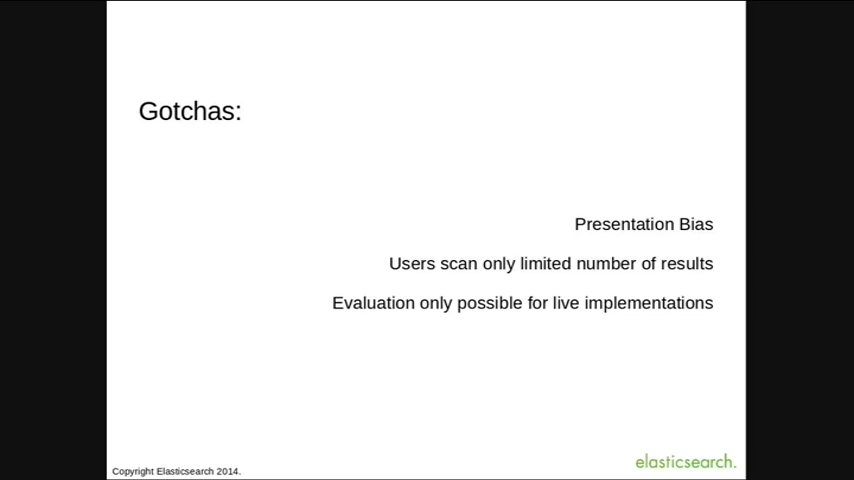 Gotchas:
Presentation Bias
Users scan only limited number of results
Evaluation only possible for live implementations
Copyright Elasticsearch 2014.
elasticsearch.